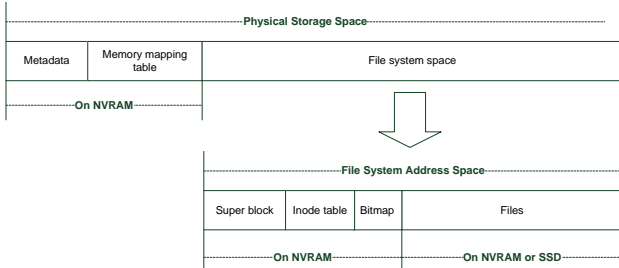 Physical Storage Space
Metadata
Memory mapping
table
File system space
On NVRAM
File System Address Space
Super block
Inode table
Bitmap
Files
On NVRAM
On NVRAM or SSD